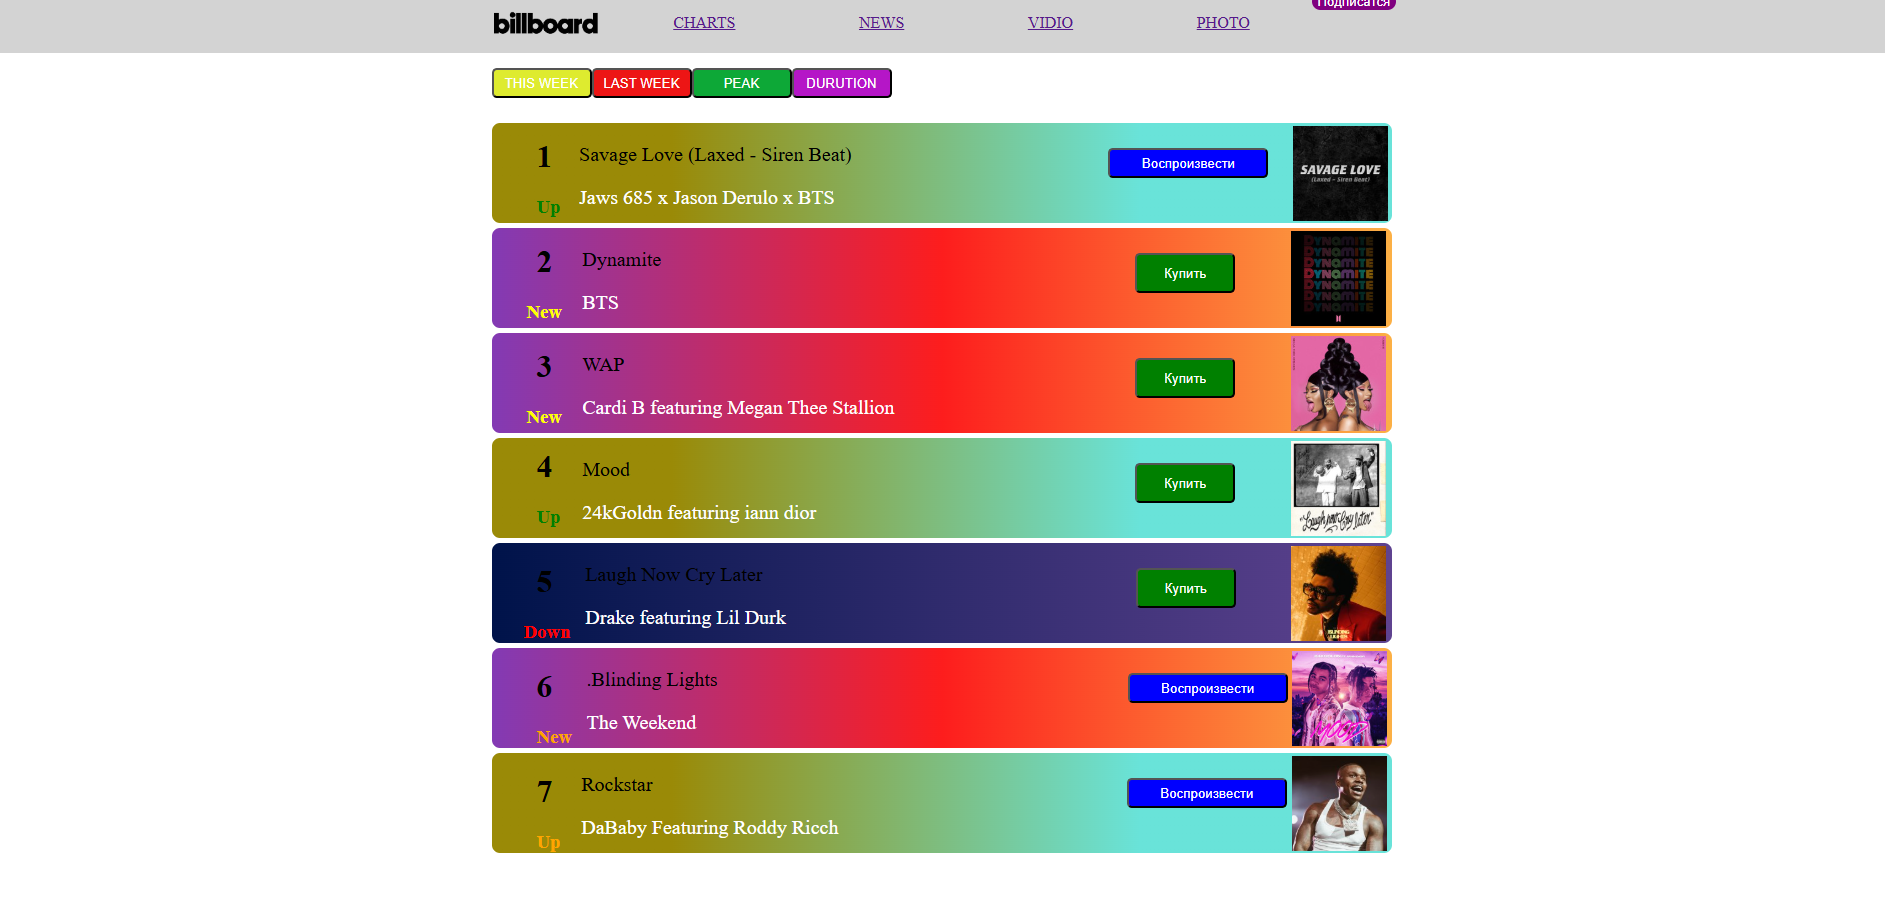 billboard
CHARTS
NEWS
VIDIO
PHOTO
Подписатся
THIS WEEK
LAST WEEK
PEAK
DURUTION
1
Savage Love (Laxed - Siren Beat)
Воспроизвести
SAVAGE LOVE
(Laxed - Siren Beat)
Up
Jaws 685 x Jason Derulo x BTS
2
Dynamite
Купить
DYNAMITE
DYNAMITE
DYNAMITE
DYNAMITE
DYNAMITE
DYNAMITE
DYNAMITE
New
BTS
3
WAP
Купить
New
Cardi B featuring Megan Thee Stallion
4
Mood
Купить
"Laugh now Cry later"
Up
24kGoldn featuring iann dior
5
Laugh Now Cry Later
Купить
BLINDING
LIGHTS
Down
Drake featuring Lil Durk
6
.Blinding Lights
Воспроизвести
MOOD
New
The Weekend
7
Rockstar
Воспроизвести
Up
DaBaby Featuring Roddy Ricch